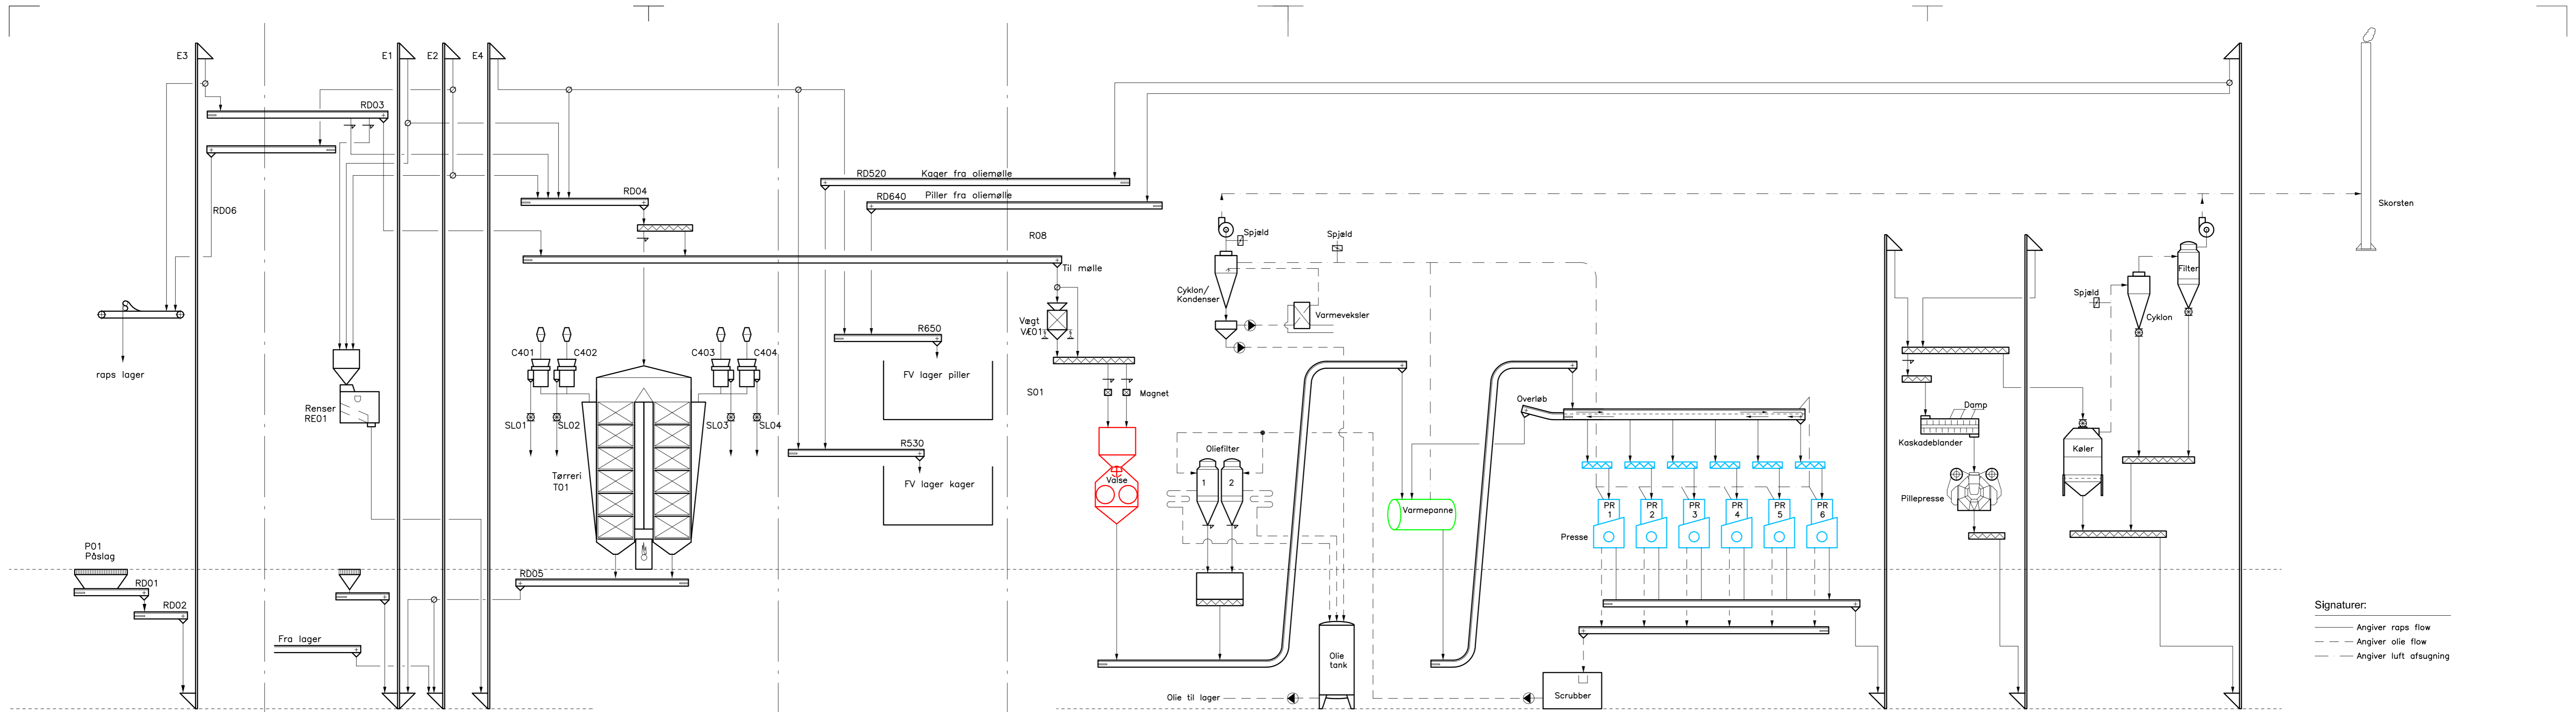 E3
E1
E2
E4
RD03
RD06
RD04
RD520
Kager fra oliemølle
RD640
Piller fra oliemølle
R08
Til mølle
Skorsten
Spjæld
Spjæld
Cyklon/
Kondenser
Varmeveksler
Filter
Spjæld
Cyklon
raps lager
Vægt
VÆ01
R650
C401
C402
C403
C404
FV lager piller
Renser
RE01
S01
Magnet
SL01
SL02
SL03
SL04
R530
Overløb
Damp
Kaskadeblander
Køler
Oliefilter
1
2
Tørreri
T01
FV lager kager
Valse
Varmepanne
PR
1
PR
2
PR
3
PR
4
PR
5
PR
6
Presse
Pillepresse
P01
Påslag
RD01
RD02
RD05
Fra lager
Olie
tank
Olie til lager
Scrubber
Signaturer:
Angiver raps flow
Angiver olie flow
Angiver luft afsugning